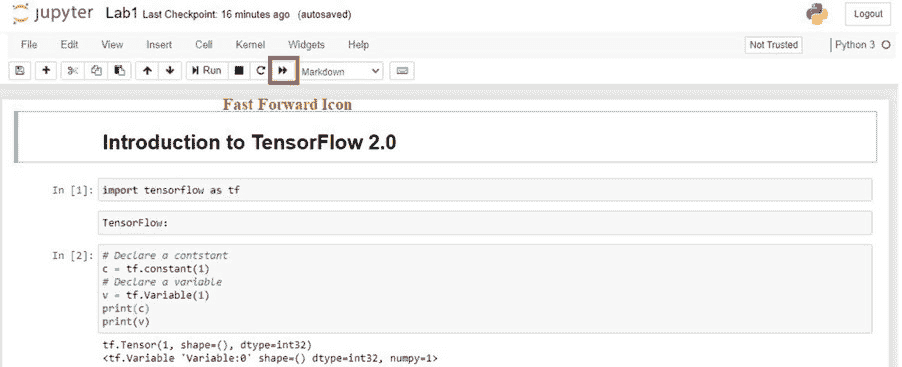 jupyter Lab1 Last Checkpoint: 16 minutes ago (autosaved) Logout
File Edit View Insert Cell Kernel Widgets Help Not Trusted Python 3
Run Markdown
Fast Forward Icon
Introduction to TensorFlow 2.0
In [1]: import tensorflow as tf
TensorFlow:
In [2]: # Declare a contstant
c = tf.constant(1)
# Declare a variable
v = tf.Variable(1)
print(c)
print(v)
tf.Tensor(1, shape=(), dtype=int32)
<tf.Variable 'Variable:0' shape=() dtype=int32, numpy=1>